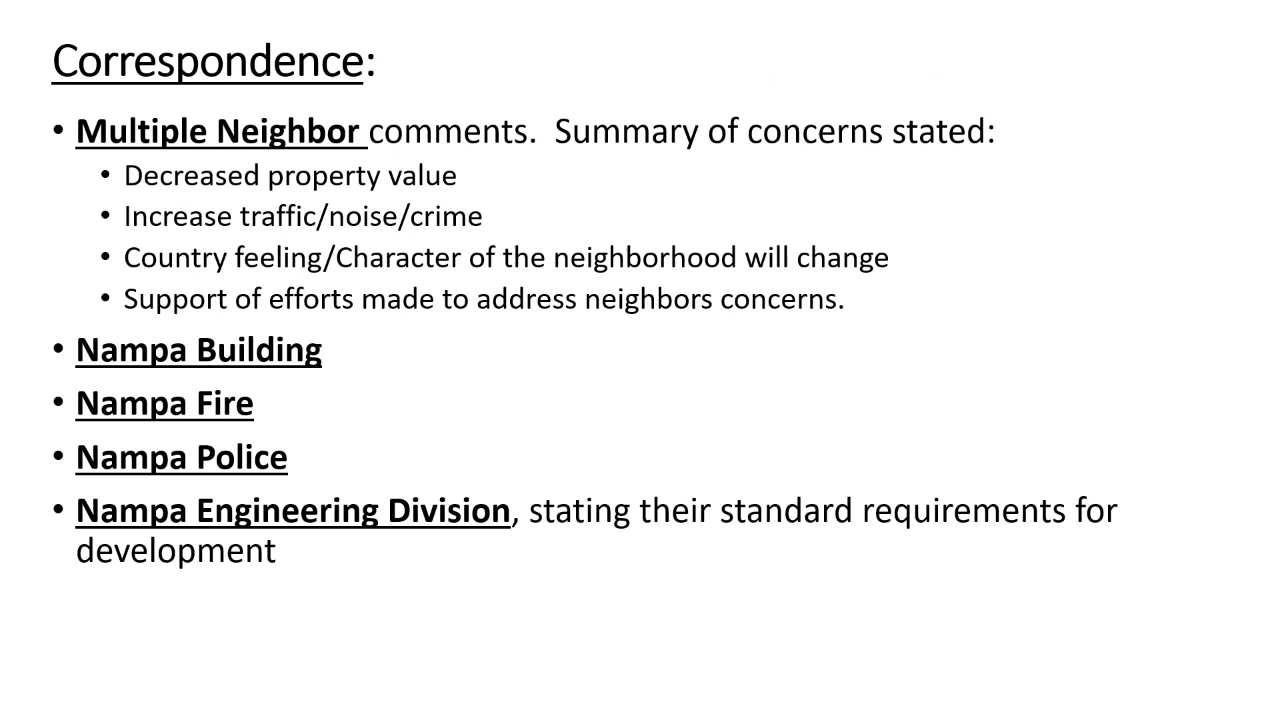 Correspondence:
• Multiple Neighbor comments.  Summary of concerns stated:
• Decreased property value
• Increase traffic/noise/crime
• Country feeling/Character of the neighborhood will change
• Support of efforts made to address neighbors concerns.
• Nampa Building
• Nampa Fire
• Nampa Police
• Nampa Engineering Division, stating their standard requirements for
development